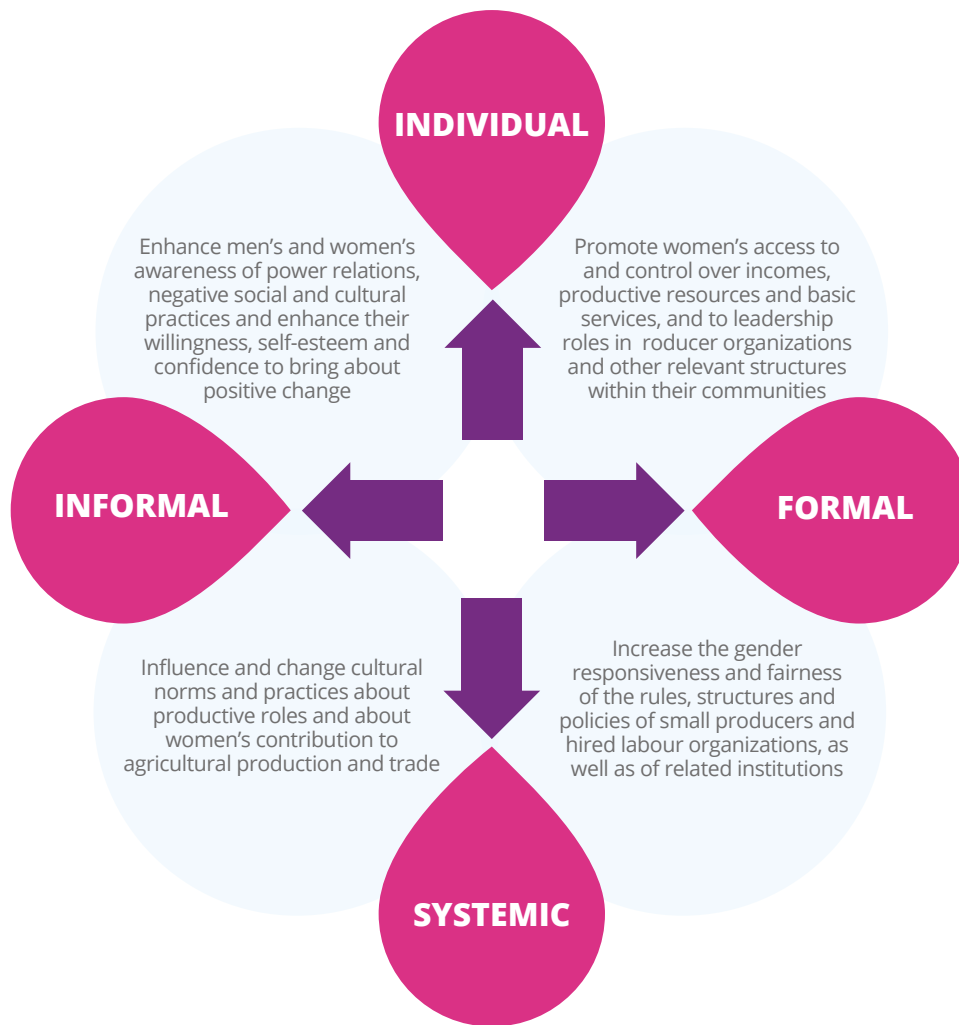 INDIVIDUAL
Enhance men’s and women’s
awareness of power relations,
negative social and cultural
practices and enhance their
willingness, self-esteem and
confidence to bring about
positive change
Promote women’s access to
and control over incomes,
productive resources and basic
services, and to leadership
roles in  roducer organizations
and other relevant structures
within their communities
INFORMAL
FORMAL
Influence and change cultural
norms and practices about
productive roles and about
women’s contribution to
agricultural production and trade
Increase the gender
responsiveness and fairness
of the rules, structures and
policies of small producers and
hired labour organizations, as
well as of related institutions
SYSTEMIC